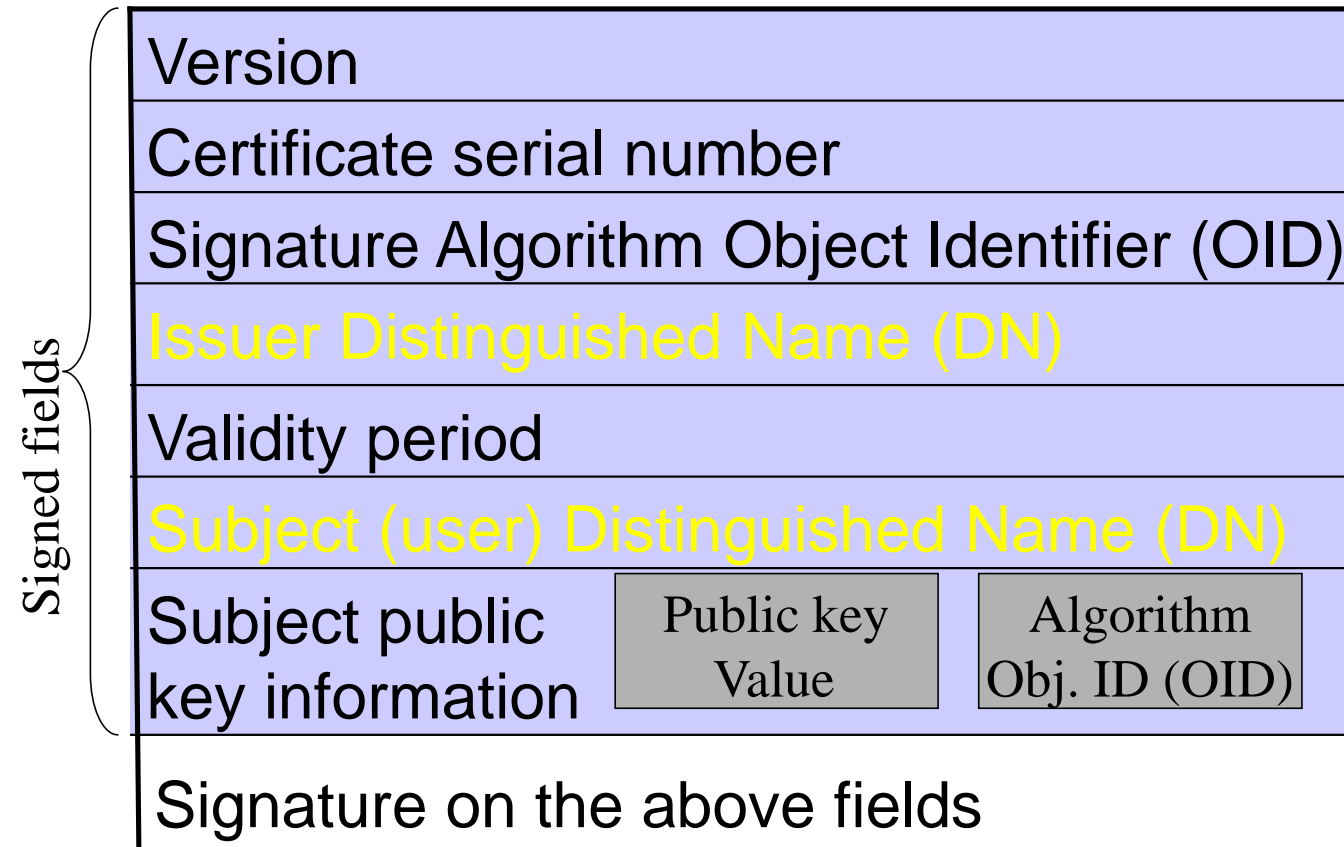 Signed fields
Version
Certificate serial number
Signature Algorithm Object Identifier (OID)
Issuer Distinguished Name (DN)
Validity period
Subject (user) Distinguished Name (DN)
Subject public
key information
Public key
Value
Algorithm
Obj. ID (OID)
Signature on the above fields